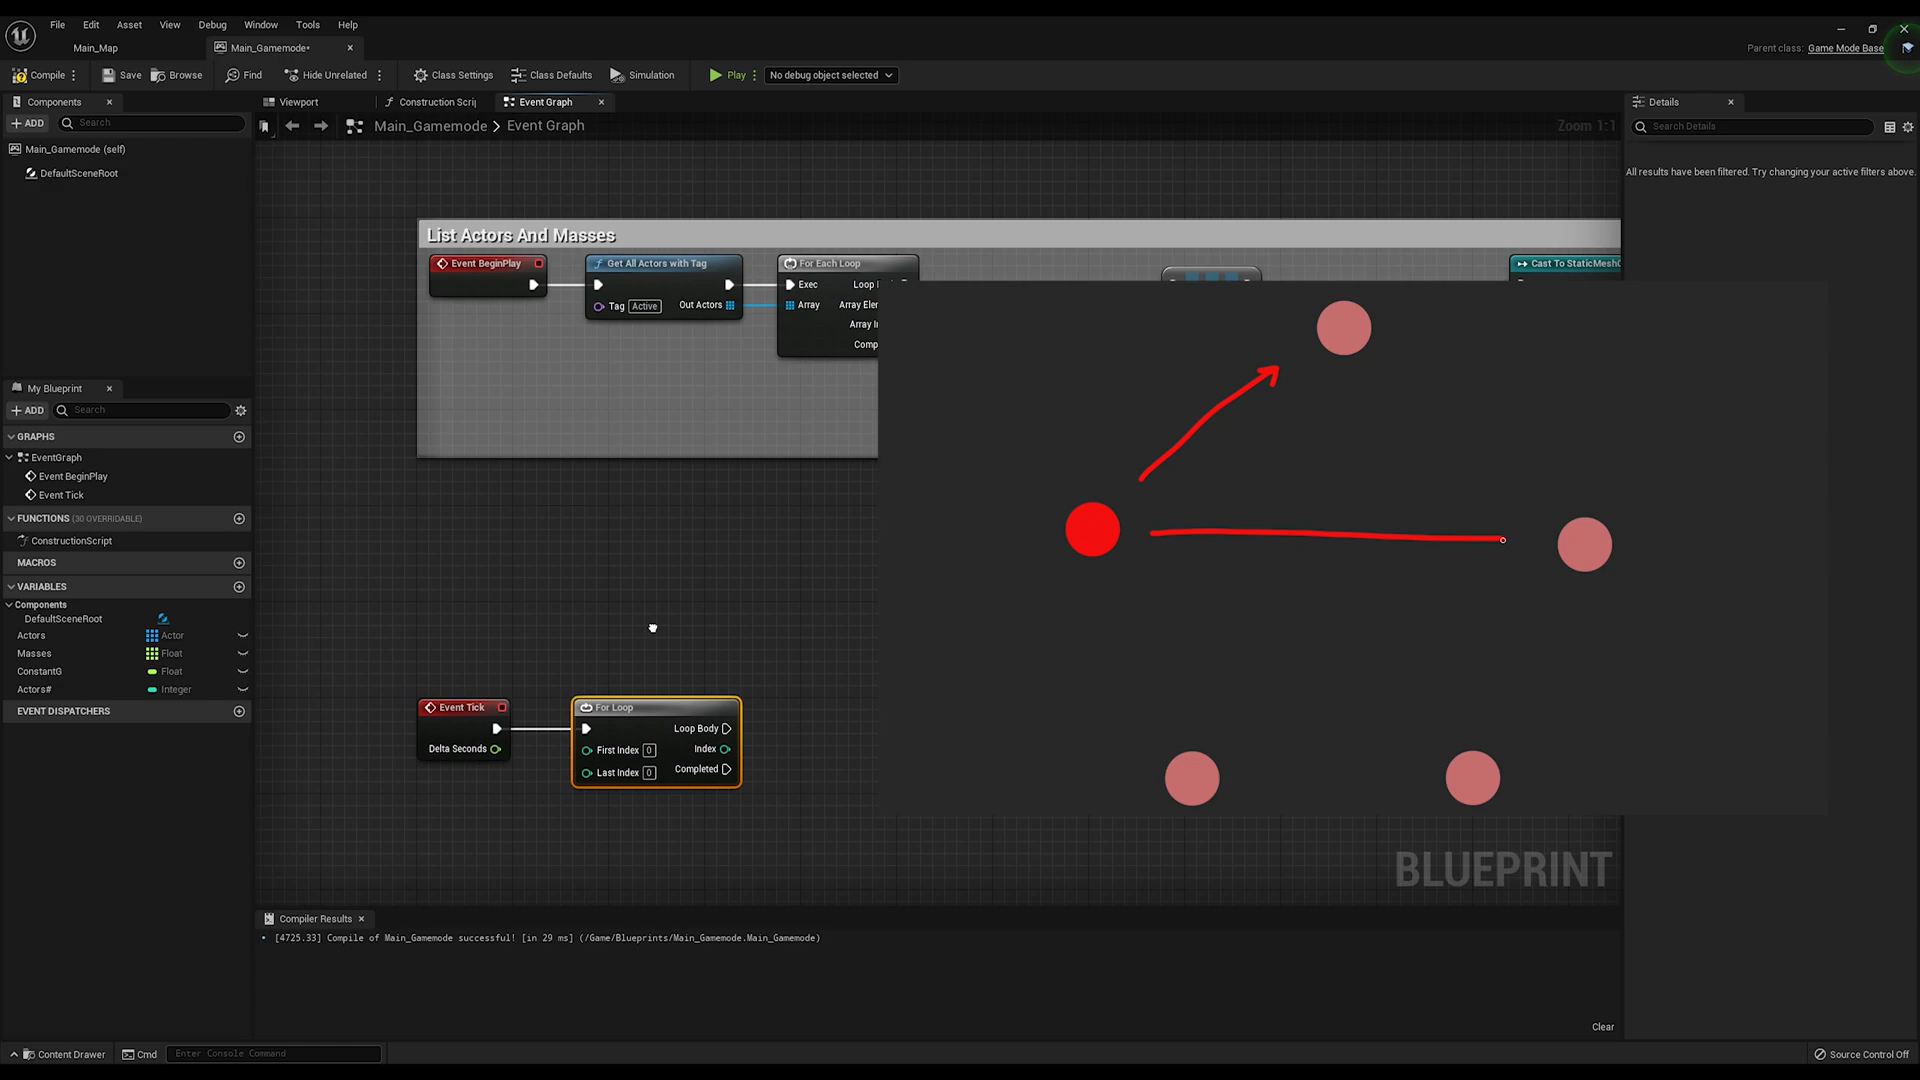 File Edit Asset View Debug Window Tools Help
Main_Map
Main_Gamemode*
Parent class: Game Mode Base
Compile
Save
Browse
Find
Hide Unrelated
Class Settings
Class Defaults
Simulation
Play
No debug object selected
Components
ADD
Search
Main_Gamemode (self)
DefaultSceneRoot
Viewport
Construction Scrip
Event Graph
Main_Gamemode > Event Graph
Zoom 1:1
Details
Search Details
All results have been filtered. Try changing your active filters above.
List Actors And Masses
Event BeginPlay
Get All Actors with Tag
Tag Active
Out Actors
For Each Loop
Exec
Loop
Array
Array Ele
Array In
Comp
Cast To StaticMesh
My Blueprint
ADD
Search
GRAPHS
EventGraph
Event BeginPlay
Event Tick
FUNCTIONS (30 OVERRIDABLE)
ConstructionScript
MACROS
VARIABLES
Components
DefaultSceneRoot
Actors Actor
Masses Float
ConstantG Float
Actors# Integer
EVENT DISPATCHERS
Event Tick
Delta Seconds
For Loop
Loop Body
First Index 0
Index
Last Index 0
Completed
BLUEPRINT
Compiler Results
• [4725.33] Compile of Main_Gamemode successful! [in 29 ms] (/Game/Blueprints/Main_Gamemode.Main_Gamemode)
Clear
Content Drawer
Cmd
Enter Console Command
Source Control Off